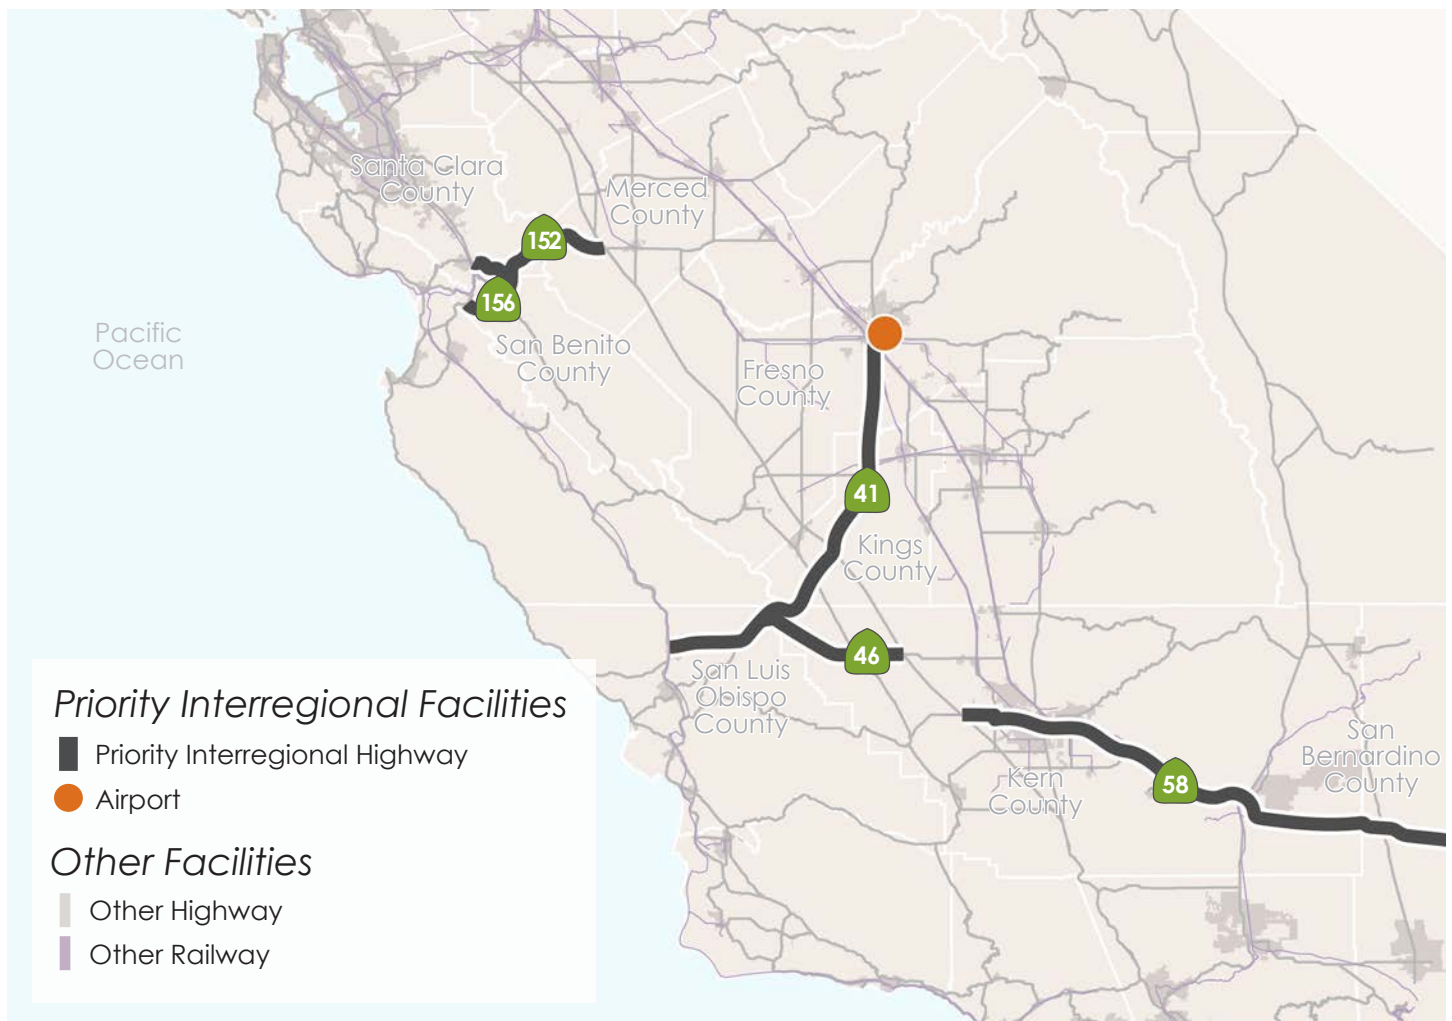 Santa Clara
County
Merced
County
152
156
Pacific
Ocean
San Benito
County
Fresno
County
41
Kings
County
46
San Luis
Obispo
County
Kern
County
58
San
Bernardino
County
Priority Interregional Facilities
Priority Interregional Highway
Airport
Other Facilities
Other Highway
Other Railway